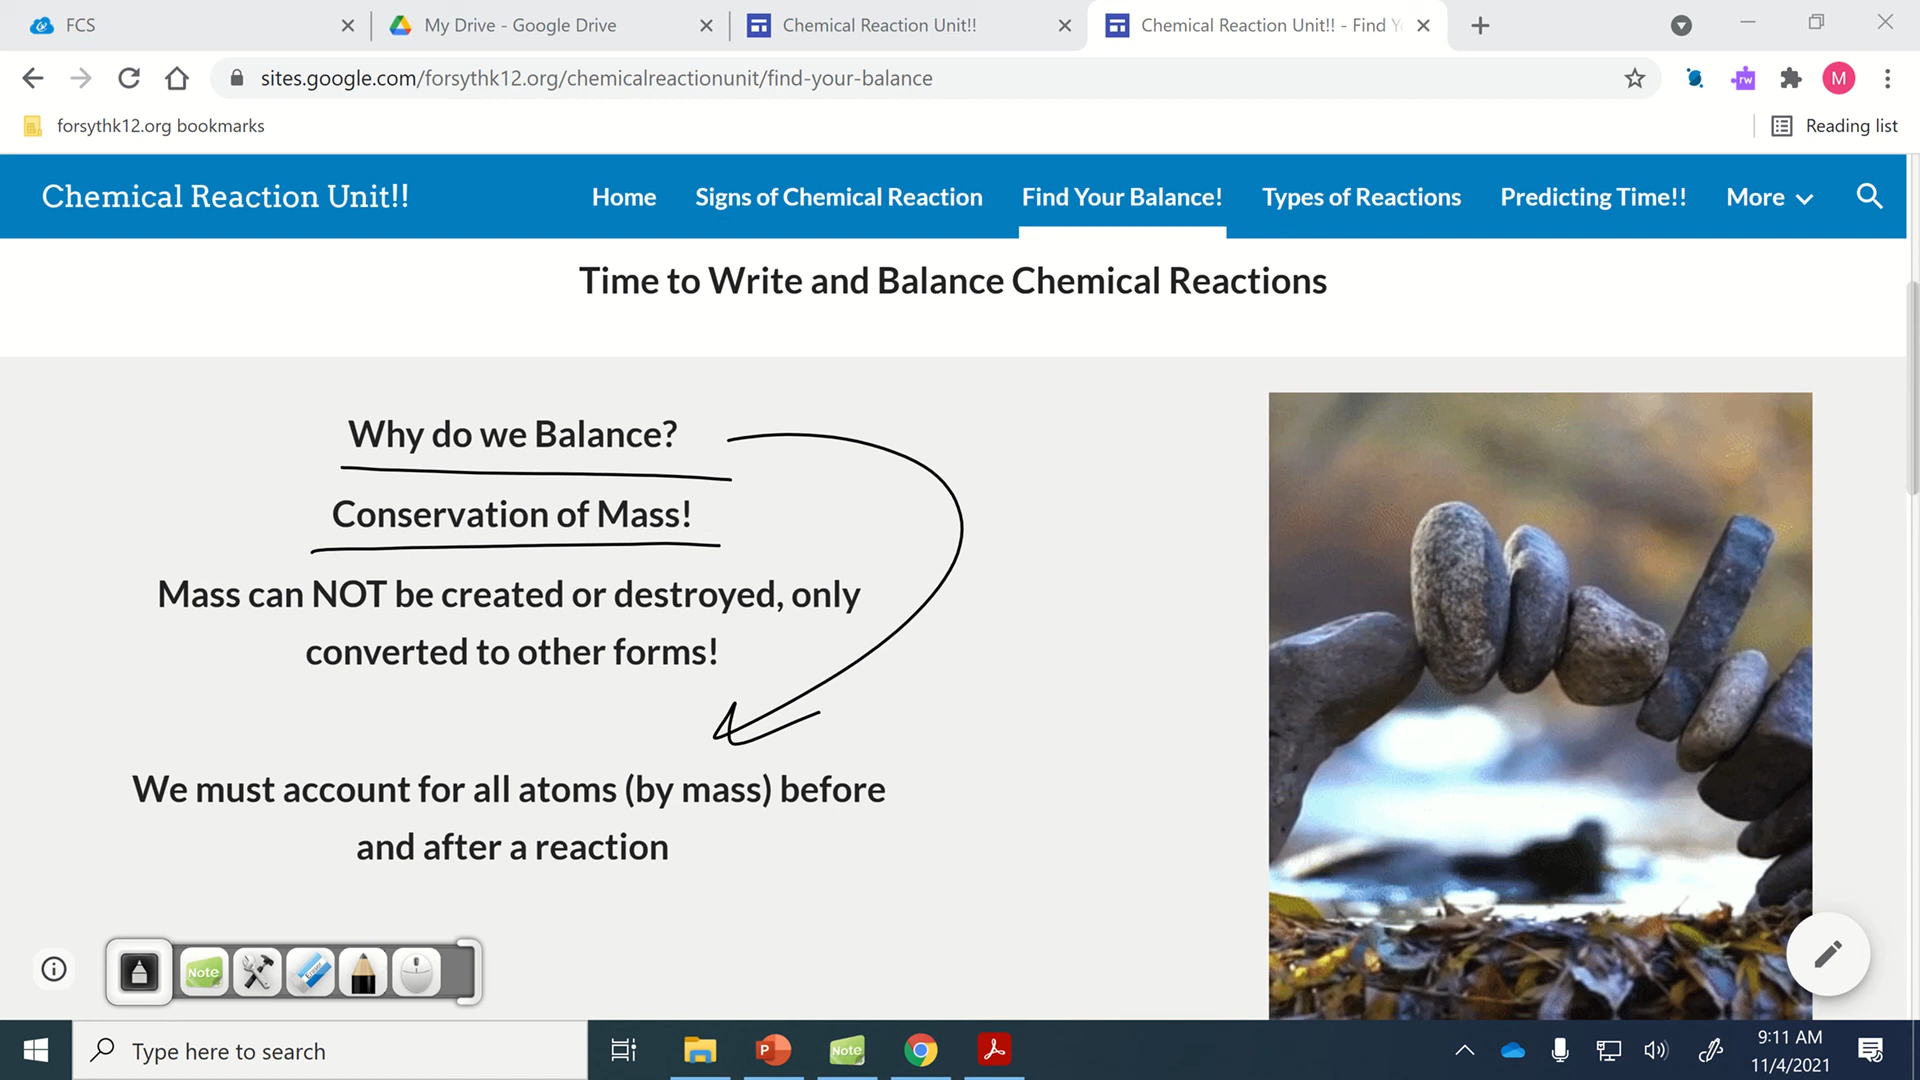 FCS
My Drive - Google Drive
Chemical Reaction Unit!!
Chemical Reaction Unit!! - Find Y
M
sites.google.com/forsythk12.org/chemicalreactionunit/find-your-balance
rw
forsythk12.org bookmarks
Reading list
Chemical Reaction Unit!!
Home
Signs of Chemical Reaction
Find Your Balance!
Types of Reactions
Predicting Time!!
More
Time to Write and Balance Chemical Reactions
Why do we Balance?
Conservation of Mass!
Mass can NOT be created or destroyed, only
converted to other forms!
We must account for all atoms (by mass) before
and after a reaction
Note
Eraser
Type here to search
P
Note
9:11 AM
11/4/2021